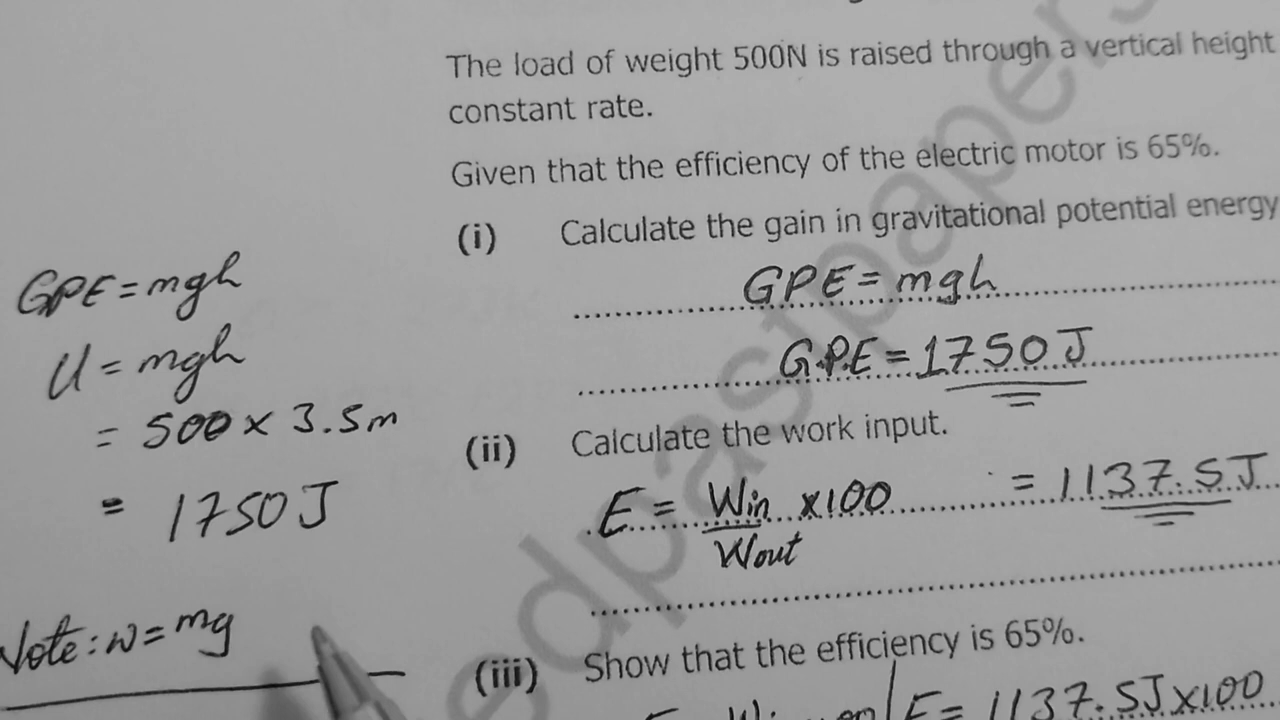 The load of weight 500N is raised through a vertical height
constant rate.
Given that the efficiency of the electric motor is 65%.
(i) Calculate the gain in gravitational potential energy
GPE = mgh
G.P.E = 1750 J
(ii) Calculate the work input.
E = Win x100 = 1137.5J
Wout
(iii) Show that the efficiency is 65%.
E = 1137.5J x100
GPE = mgh
U = mgh
= 500 x 3.5m
= 1750 J
Note: w = mg
edpastpapers